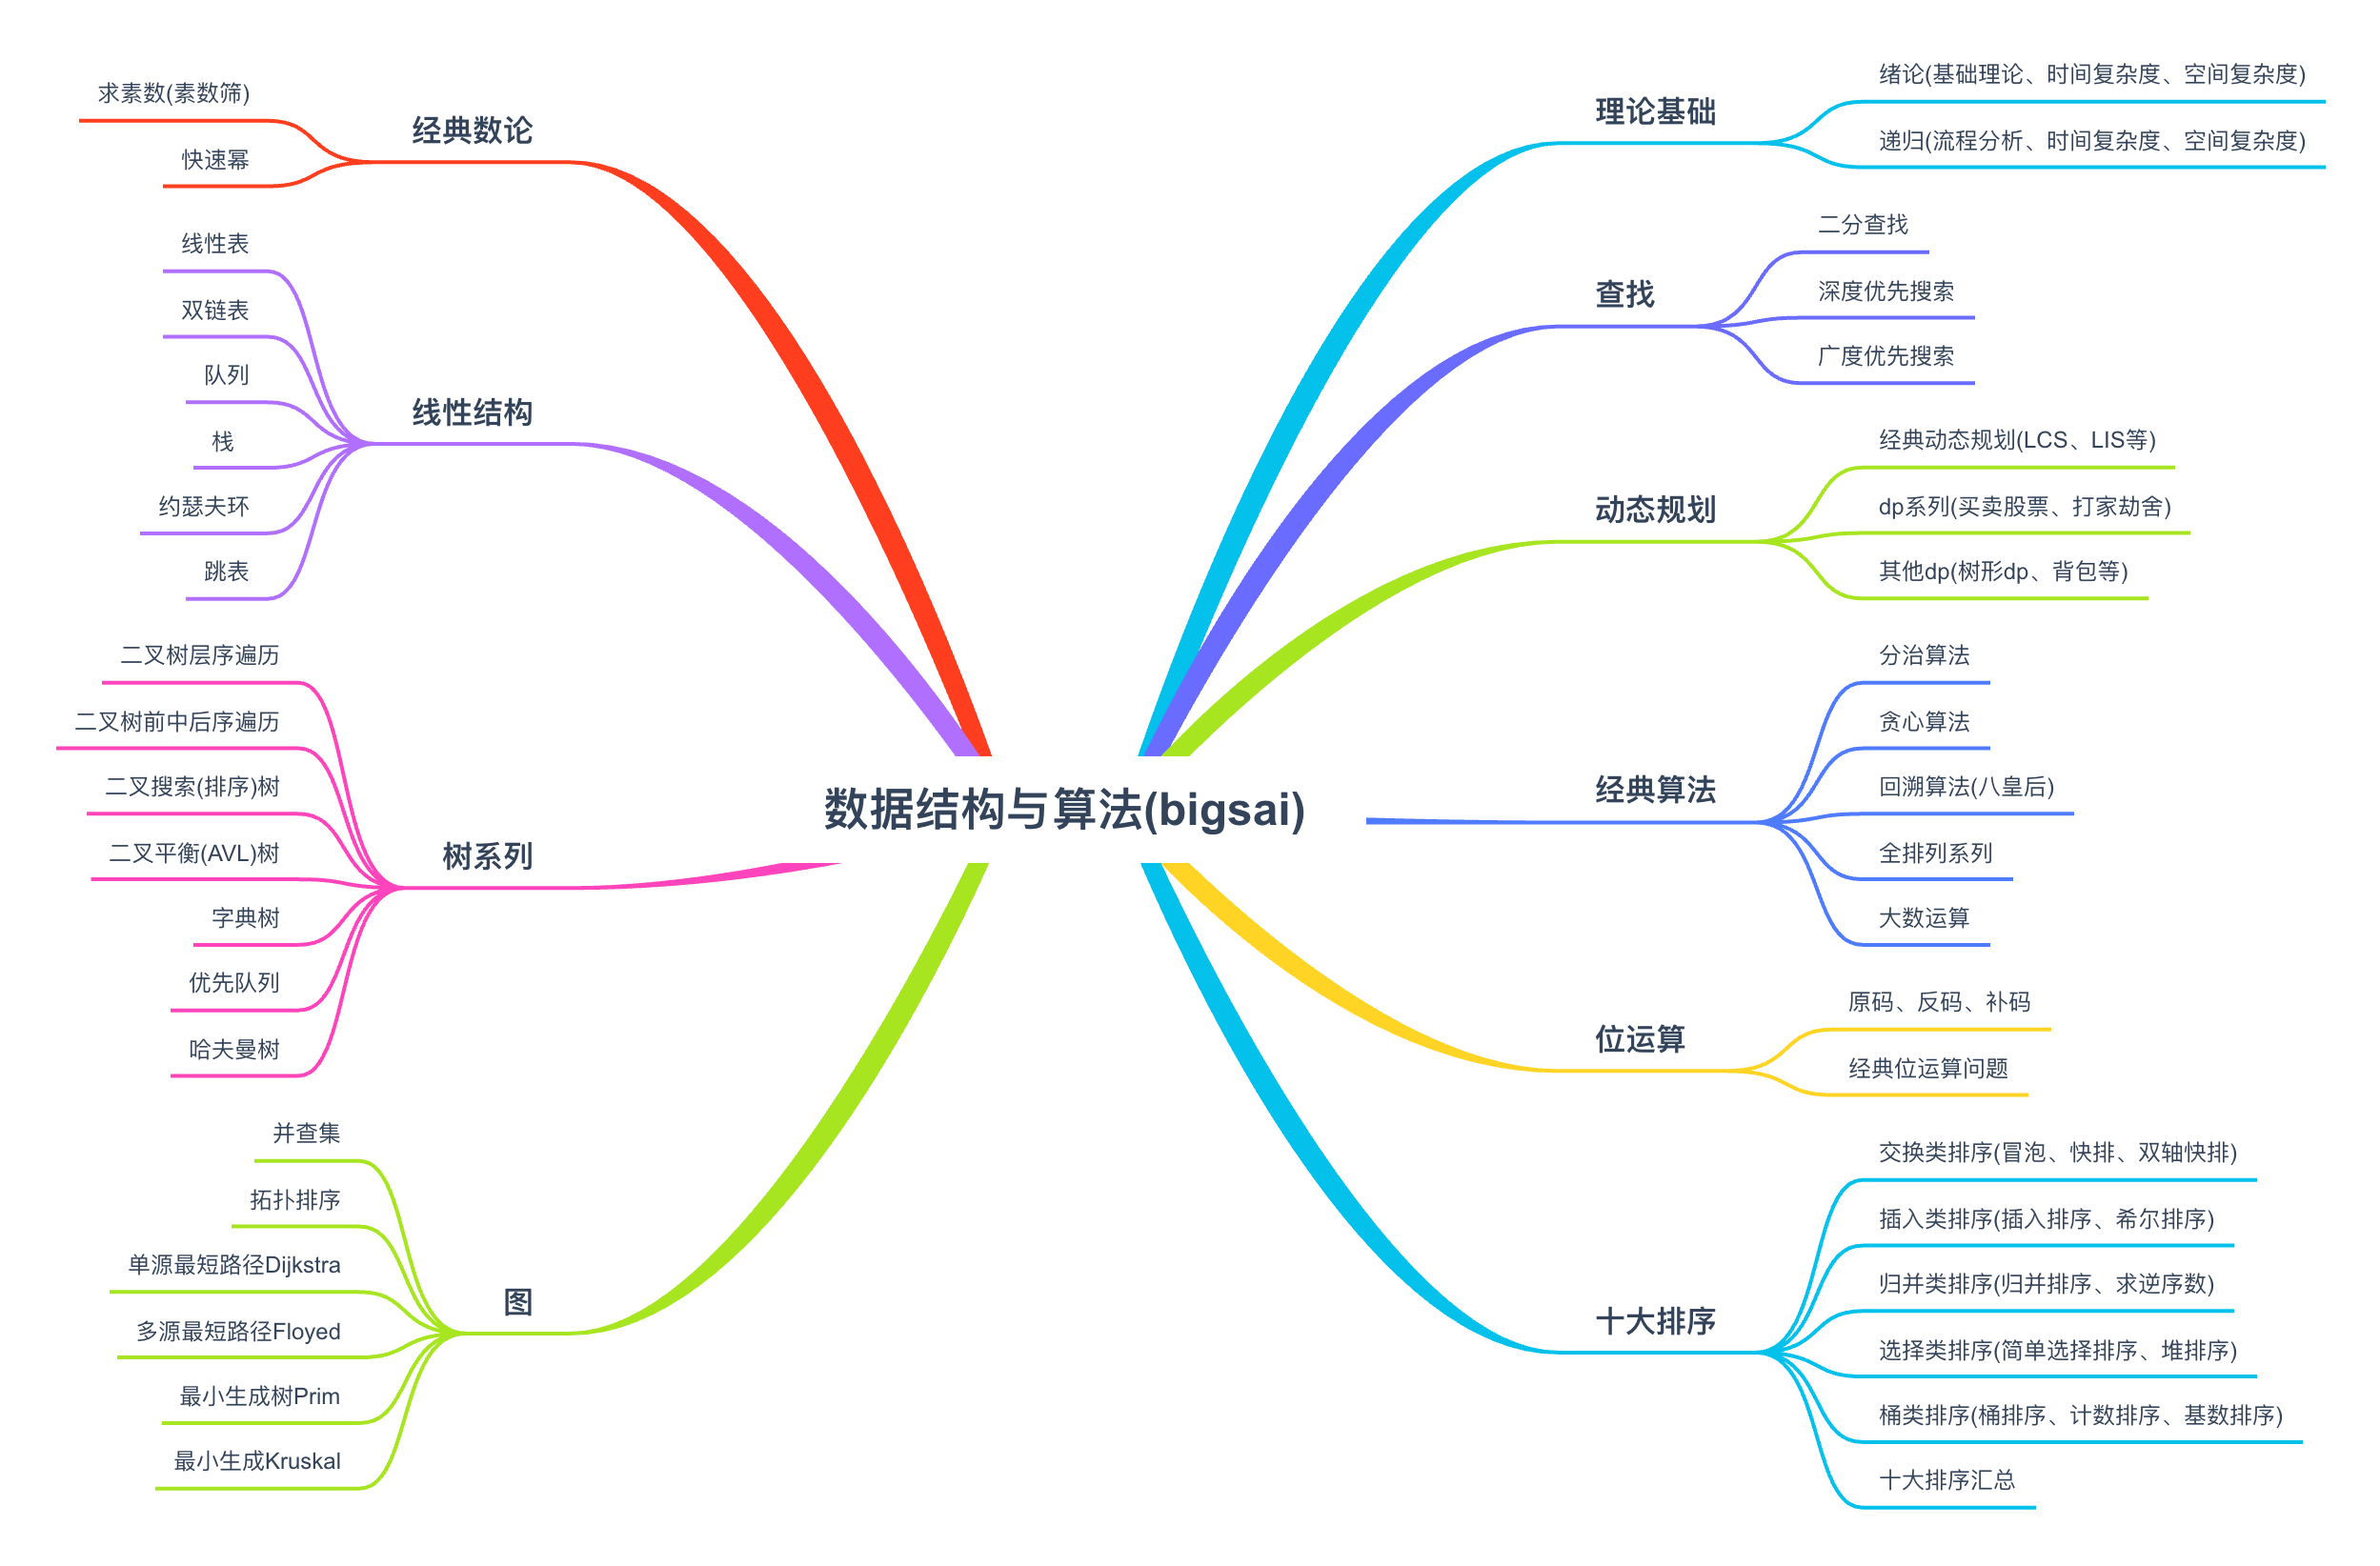 数据结构与算法(bigsai)
理论基础
绪论(基础理论、时间复杂度、空间复杂度)
递归(流程分析、时间复杂度、空间复杂度)
查找
二分查找
深度优先搜索
广度优先搜索
动态规划
经典动态规划(LCS、LIS等)
dp系列(买卖股票、打家劫舍)
其他dp(树形dp、背包等)
经典算法
分治算法
贪心算法
回溯算法(八皇后)
全排列系列
大数运算
位运算
原码、反码、补码
经典位运算问题
十大排序
交换类排序(冒泡、快排、双轴快排)
插入类排序(插入排序、希尔排序)
归并类排序(归并排序、求逆序数)
选择类排序(简单选择排序、堆排序)
桶类排序(桶排序、计数排序、基数排序)
十大排序汇总
经典数论
求素数(素数筛)
快速幂
线性结构
线性表
双链表
队列
栈
约瑟夫环
跳表
树系列
二叉树层序遍历
二叉树前中后序遍历
二叉搜索(排序)树
二叉平衡(AVL)树
字典树
优先队列
哈夫曼树
图
并查集
拓扑排序
单源最短路径Dijkstra
多源最短路径Floyed
最小生成树Prim
最小生成Kruskal